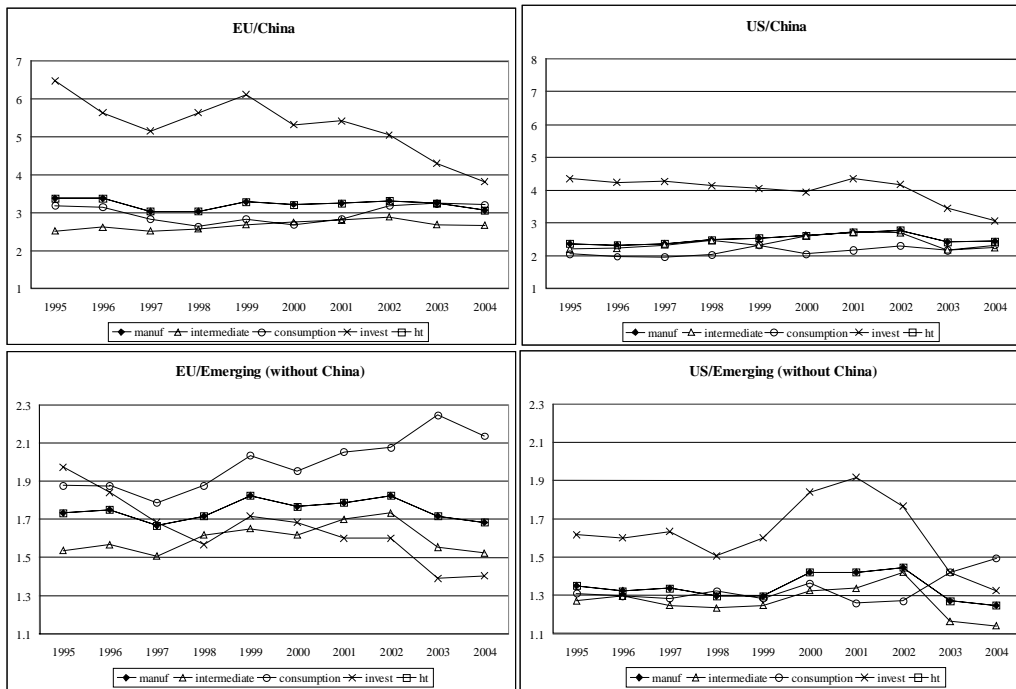 EU/China
7
6
5
4
3
2
1
1995 1996 1997 1998 1999 2000 2001 2002 2003 2004
manuf intermediate consumption invest ht
US/China
8
7
6
5
4
3
2
1
1995 1996 1997 1998 1999 2000 2001 2002 2003 2004
manuf intermediate consumption invest ht
EU/Emerging (without China)
2.3
2.1
1.9
1.7
1.5
1.3
1.1
1995 1996 1997 1998 1999 2000 2001 2002 2003 2004
manuf intermediate consumption invest ht
US/Emerging (without China)
2.3
2.1
1.9
1.7
1.5
1.3
1.1
1995 1996 1997 1998 1999 2000 2001 2002 2003 2004
manuf intermediate consumption invest ht